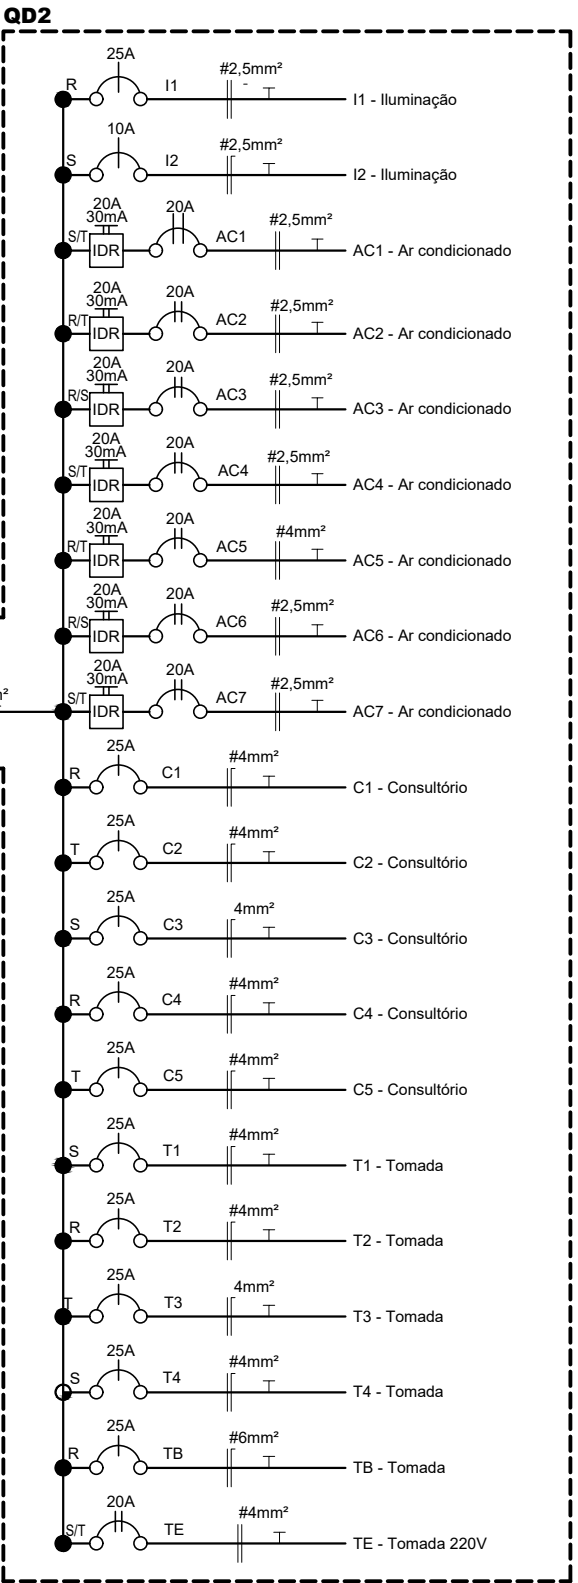 QD2
25A
R I1 #2,5mm² I1 - Iluminação
10A
S I2 #2,5mm² I2 - Iluminação
20A
30mA
S/T IDR 20A AC1 #2,5mm² AC1 - Ar condicionado
20A
30mA
R/T IDR 20A AC2 #2,5mm² AC2 - Ar condicionado
20A
30mA
R/S IDR 20A AC3 #2,5mm² AC3 - Ar condicionado
20A
30mA
S/T IDR 20A AC4 #2,5mm² AC4 - Ar condicionado
20A
30mA
R/T IDR 20A AC5 #4mm² AC5 - Ar condicionado
20A
30mA
R/S IDR 20A AC6 #2,5mm² AC6 - Ar condicionado
20A
30mA
S/T IDR 20A AC7 #2,5mm² AC7 - Ar condicionado
25A
R C1 #4mm² C1 - Consultório
25A
T C2 #4mm² C2 - Consultório
25A
S C3 4mm² C3 - Consultório
25A
R C4 #4mm² C4 - Consultório
25A
T C5 #4mm² C5 - Consultório
25A
S T1 #4mm² T1 - Tomada
25A
R T2 #4mm² T2 - Tomada
25A
T T3 4mm² T3 - Tomada
25A
S T4 #4mm² T4 - Tomada
25A
R TB #6mm² TB - Tomada
20A
S/T TE #4mm² TE - Tomada 220V